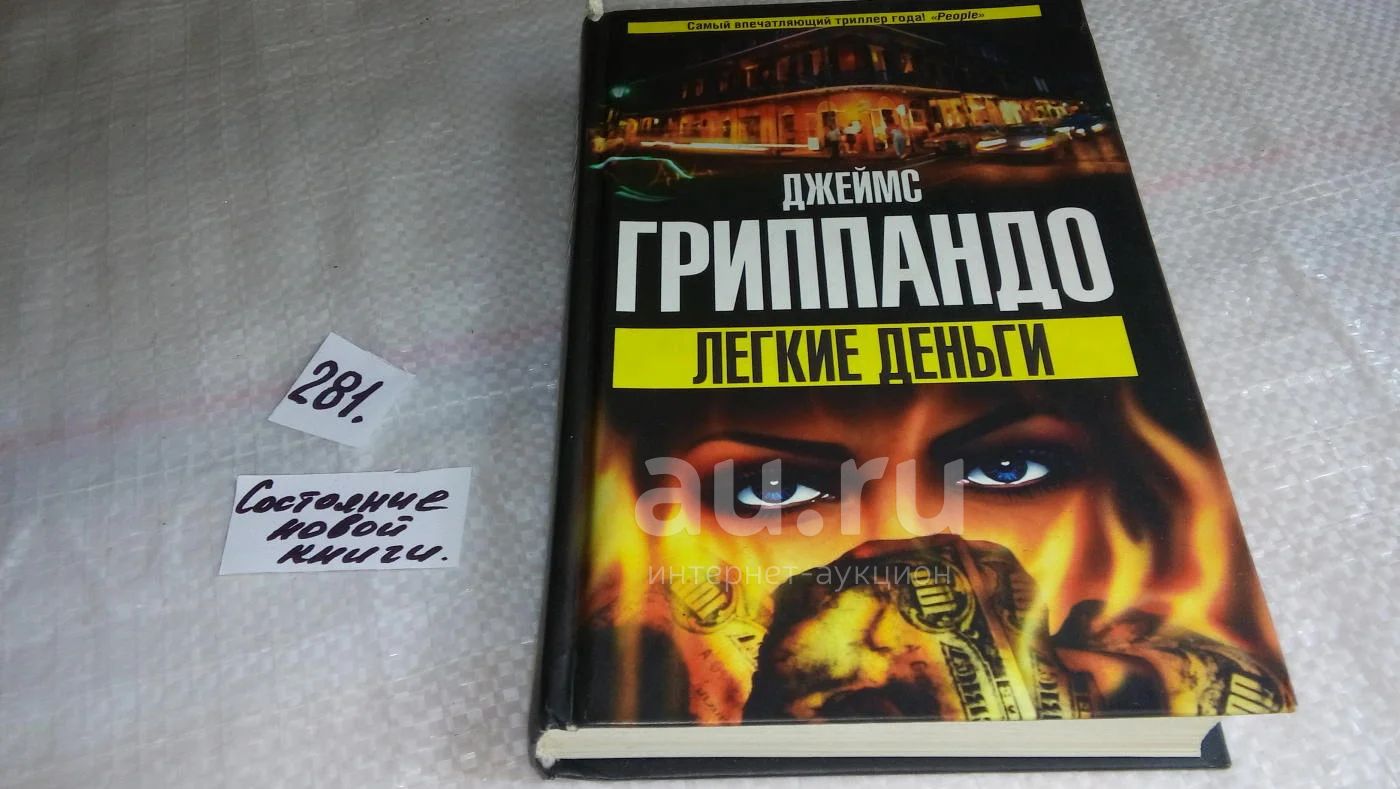 Самый впечатляющий триллер года! «People»
ДЖЕЙМС
ГРИППАНДО
ЛЕГКИЕ ДЕНЬГИ
281.
Состояние
новой
книги.
au.ru
интернет-аукцион